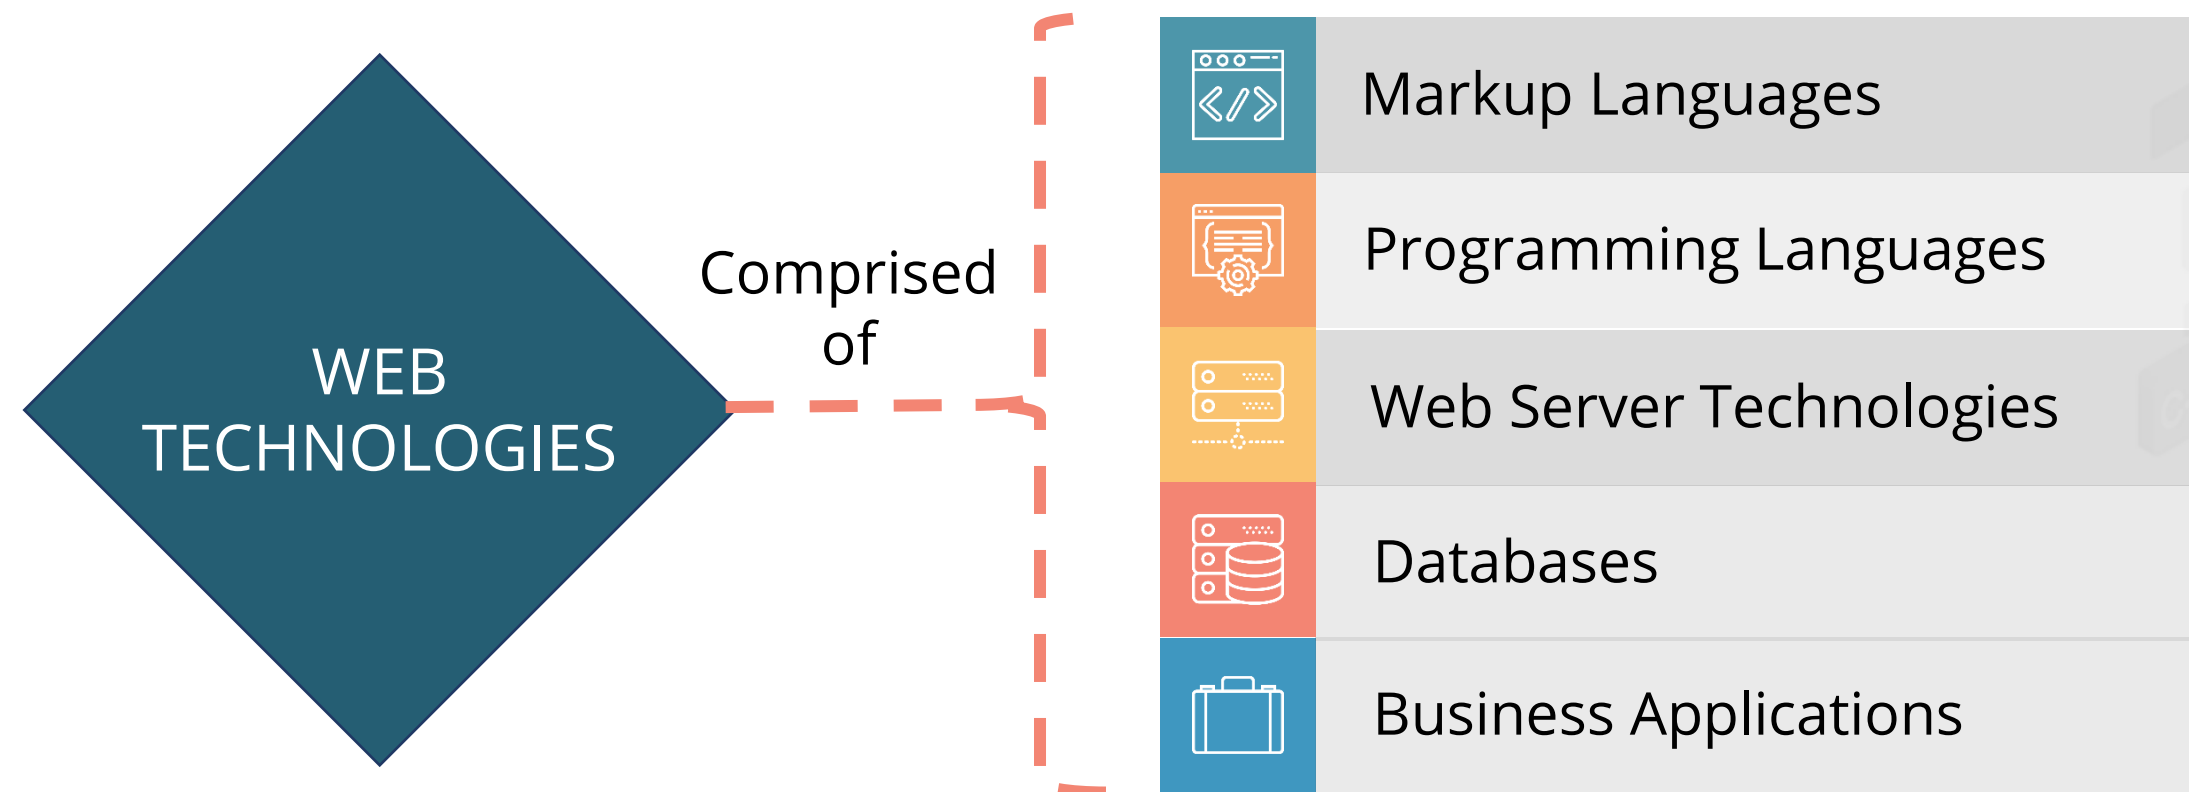 WEB
TECHNOLOGIES
Comprised
of
Markup Languages
Programming Languages
Web Server Technologies
Databases
Business Applications